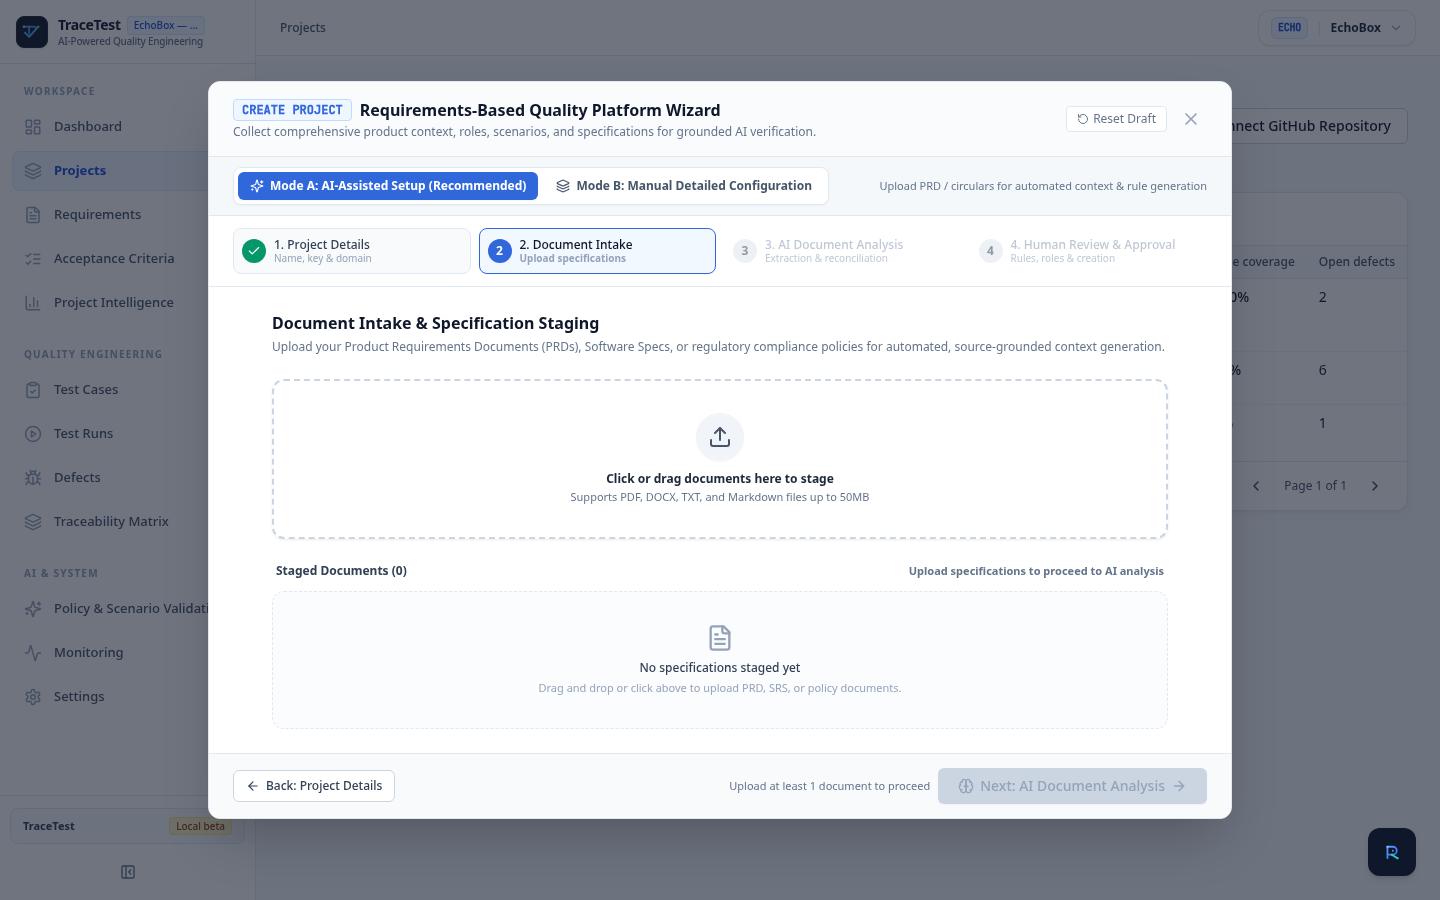 TraceTest
EchoBox — ...
AI-Powered Quality Engineering
Projects
ECHO
EchoBox
WORKSPACE
Dashboard
Projects
Requirements
Acceptance Criteria
Project Intelligence
QUALITY ENGINEERING
Test Cases
Test Runs
Defects
Traceability Matrix
AI & SYSTEM
Policy & Scenario Validati
Monitoring
Settings
TraceTest
Local beta
CREATE PROJECT
Requirements-Based Quality Platform Wizard
Collect comprehensive product context, roles, scenarios, and specifications for grounded AI verification.
Reset Draft
Mode A: AI-Assisted Setup (Recommended)
Mode B: Manual Detailed Configuration
Upload PRD / circulars for automated context & rule generation
1. Project Details
Name, key & domain
2
2. Document Intake
Upload specifications
3
3. AI Document Analysis
Extraction & reconciliation
4
4. Human Review & Approval
Rules, roles & creation
Document Intake & Specification Staging
Upload your Product Requirements Documents (PRDs), Software Specs, or regulatory compliance policies for automated, source-grounded context generation.
Click or drag documents here to stage
Supports PDF, DOCX, TXT, and Markdown files up to 50MB
Staged Documents (0)
Upload specifications to proceed to AI analysis
No specifications staged yet
Drag and drop or click above to upload PRD, SRS, or policy documents.
Back: Project Details
Upload at least 1 document to proceed
Next: AI Document Analysis
nnect GitHub Repository
e coverage
Open defects
0%
2
%
6
1
Page 1 of 1